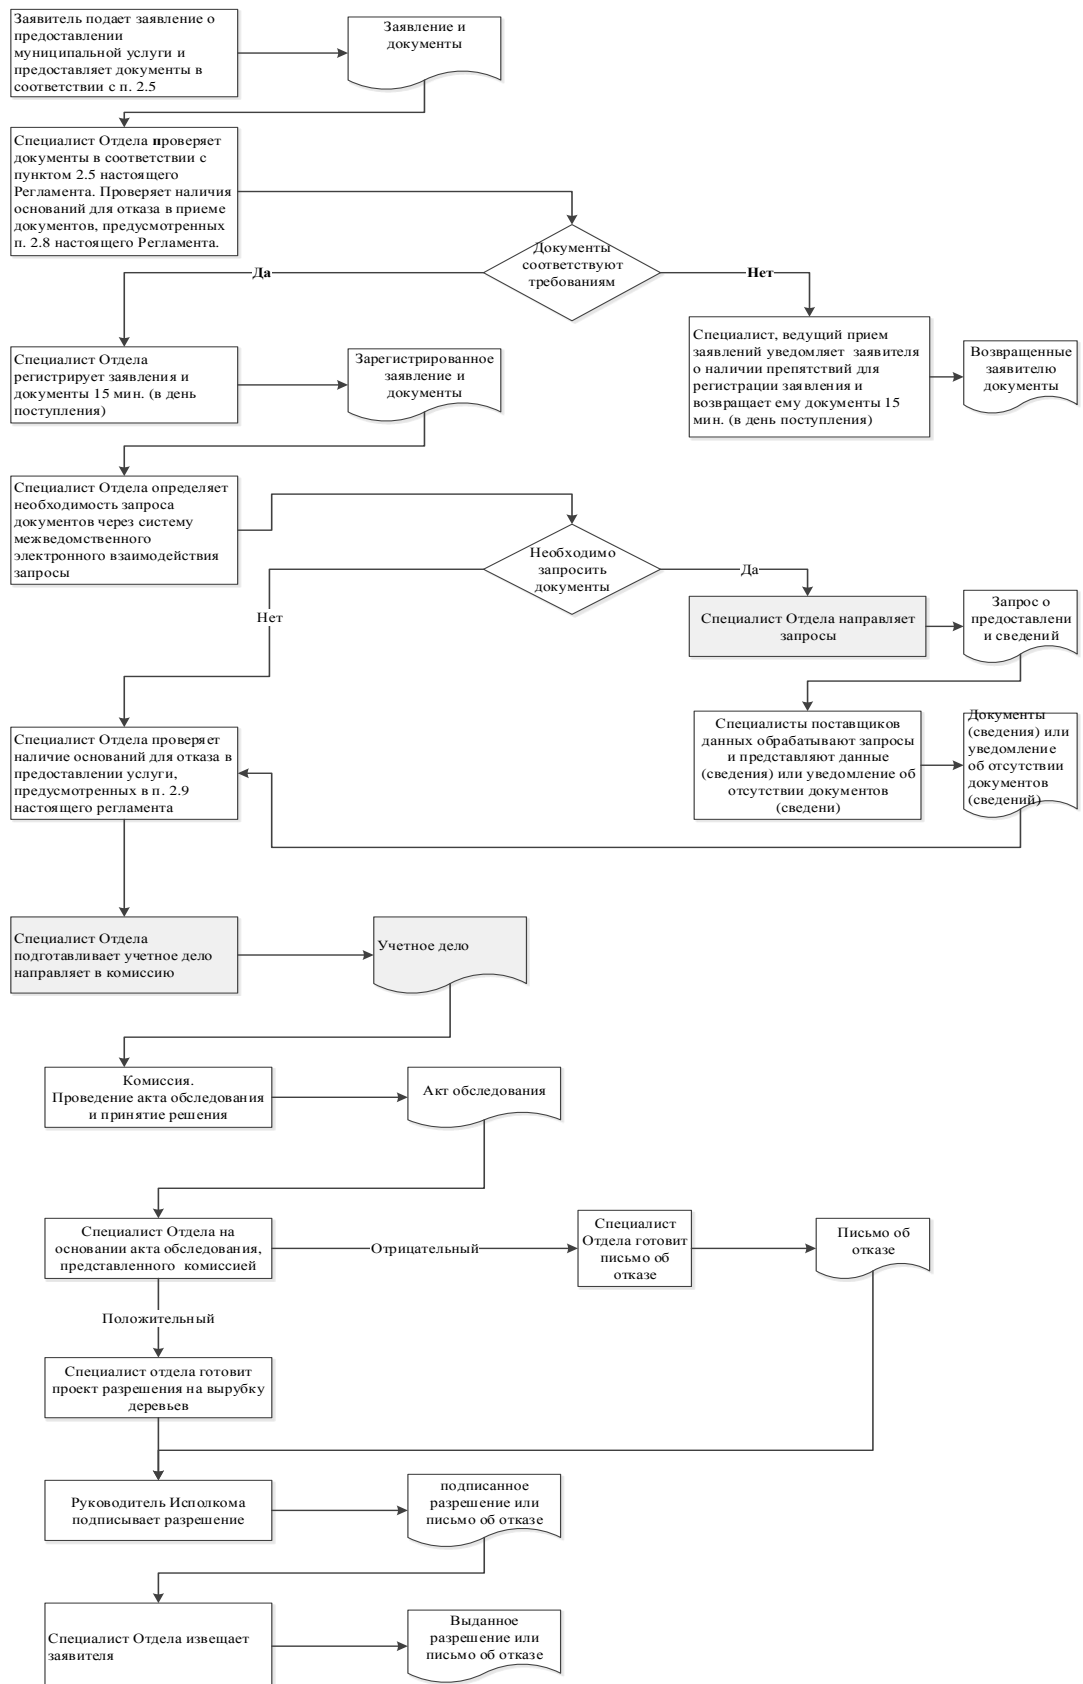 Заявитель подает заявление о
предоставлении
муниципальной услуги и
предоставляет документы в
соответствии с п. 2.5
Заявление и
документы
Специалист Отдела проверяет
документы в соответствии с
пунктом 2.5 настоящего
Регламента. Проверяет наличия
оснований для отказа в приеме
документов, предусмотренных
п. 2.8 настоящего Регламента.
Документы
соответствуют
требованиям
Да
Нет
Специалист Отдела
регистрирует заявления и
документы 15 мин. (в день
поступления)
Зарегистрированное
заявление и
документы
Специалист, ведущий прием
заявлений уведомляет заявителя
о наличии препятствий для
регистрации заявления и
возвращает ему документы 15
мин. (в день поступления)
Возвращенные
заявителю
документы
Специалист Отдела определяет
необходимость запроса
документов через систему
межведомственного
электронного взаимодействия
запросы
Необходимо
запросить
документы
Да
Нет
Специалист Отдела направляет
запросы
Запрос о
предоставлени
и сведений
Специалист Отдела проверяет
наличие оснований для отказа в
предоставлении услуги,
предусмотренных в п. 2.9
настоящего регламента
Специалисты поставщиков
данных обрабатывают запросы
и представляют данные
(сведения) или уведомление об
отсутствии документов
(сведени)
Документы
(сведения) или
уведомление
об отсутствии
документов
(сведений)
Специалист Отдела
подготавливает учетное дело
направляет в комиссию
Учетное дело
Комиссия.
Проведение акта обследования
и принятие решения
Акт обследования
Специалист Отдела на
основании акта обследования,
представленного комиссией
Отрицательный
Специалист
Отдела готовит
письмо об
отказе
Письмо об
отказе
Положительный
Специалист отдела готовит
проект разрешения на вырубку
деревьев
Руководитель Исполкома
подписывает разрешение
подписанное
разрешение или
письмо об отказе
Специалист Отдела извещает
заявителя
Выданное
разрешение или
письмо об отказе